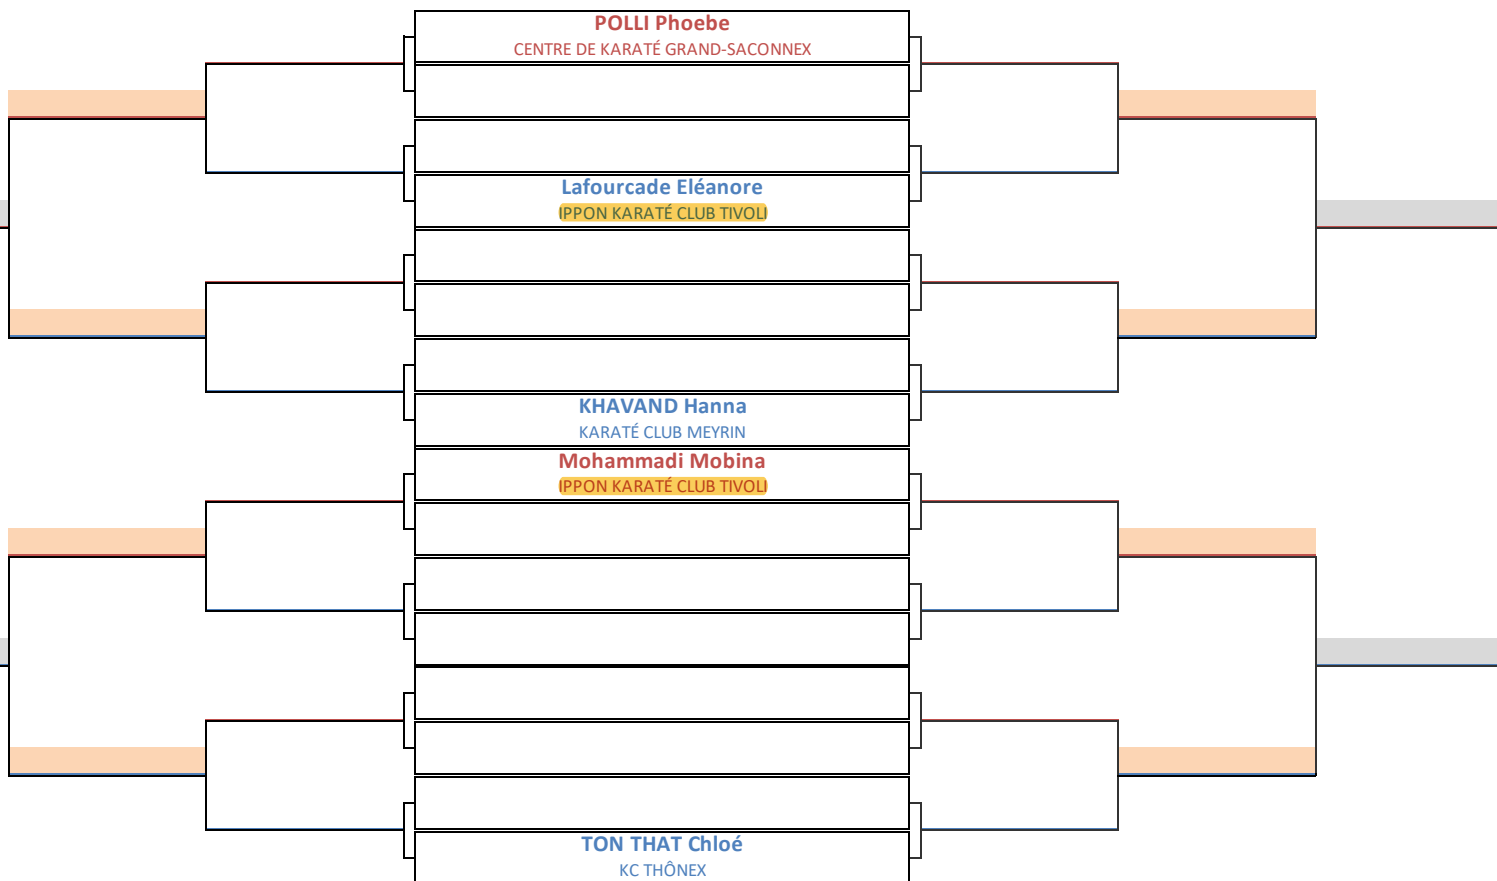 POLLI Phoebe
CENTRE DE KARATÉ GRAND-SACONNEX
Lafourcade Eléanore
IPPON KARATÉ CLUB TIVOLI
KHAVAND Hanna
KARATÉ CLUB MEYRIN
Mohammadi Mobina
IPPON KARATÉ CLUB TIVOLI
TON THAT Chloé
KC THÔNEX